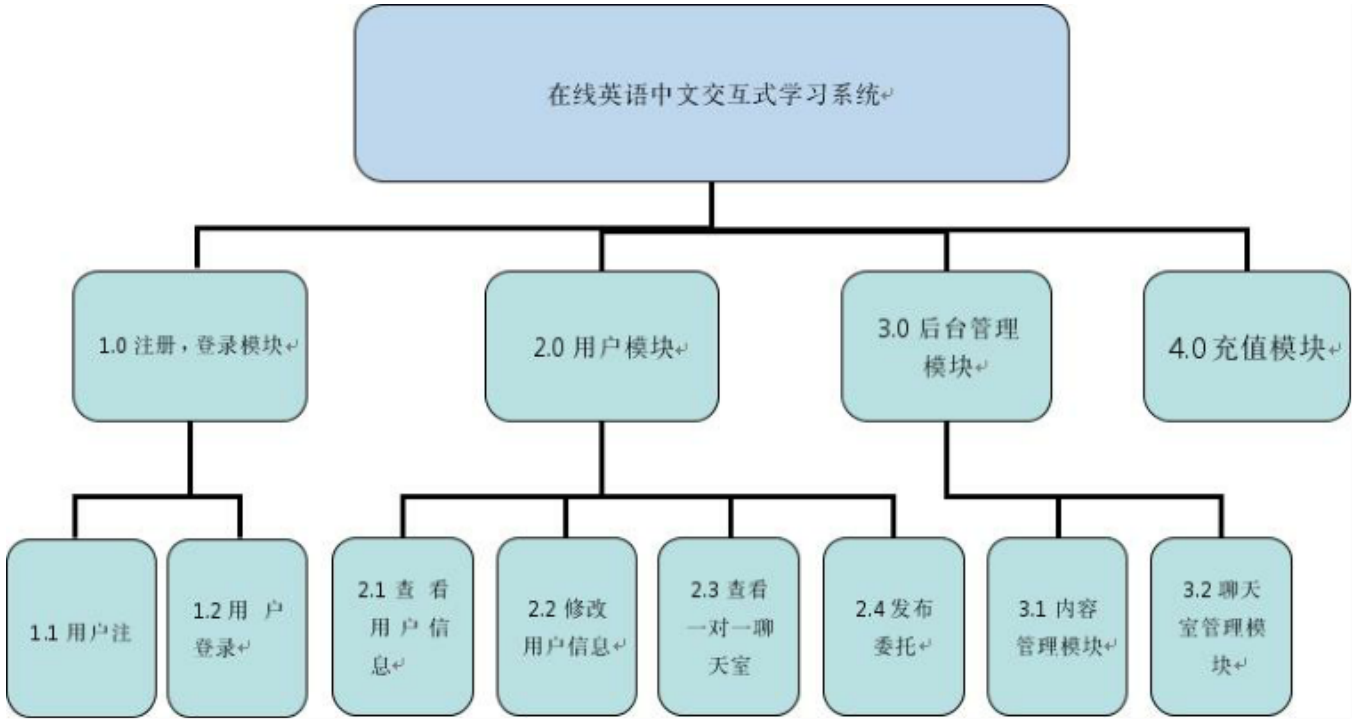 在线英语中文交互式学习系统↵
1.0 注册，登录模块↵
2.0 用户模块↵
3.0 后台管理
模块↵
4.0 充值模块↵
1.1 用户注
1.2 用 户
登录↵
2.1 查 看
用 户 信
息↵
2.2 修改
用户信息↵
2.3 查看
一对一聊
天室
2.4 发布
委托↵
3.1 内容
管理模块↵
3.2 聊天
室管理模
块↵